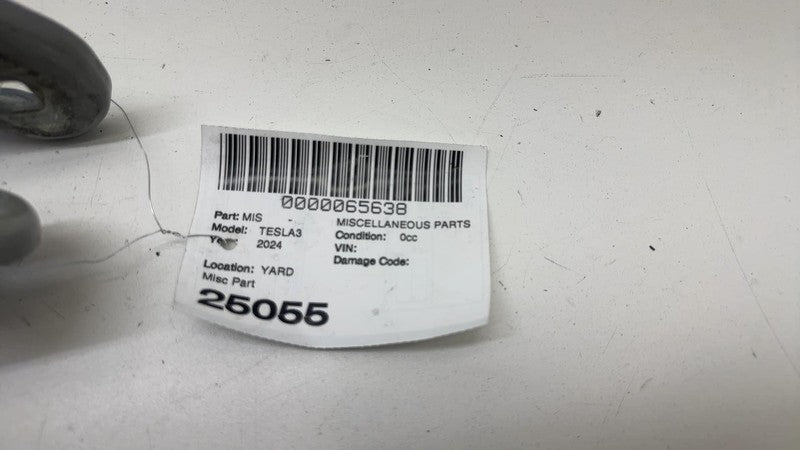 0000065638
Part: MIS - MISCELLANEOUS PARTS
Model: TESLA3 Condition: 0cc
2024 VIN:
Damage Code:
Location: YARD
Misc Part
25055